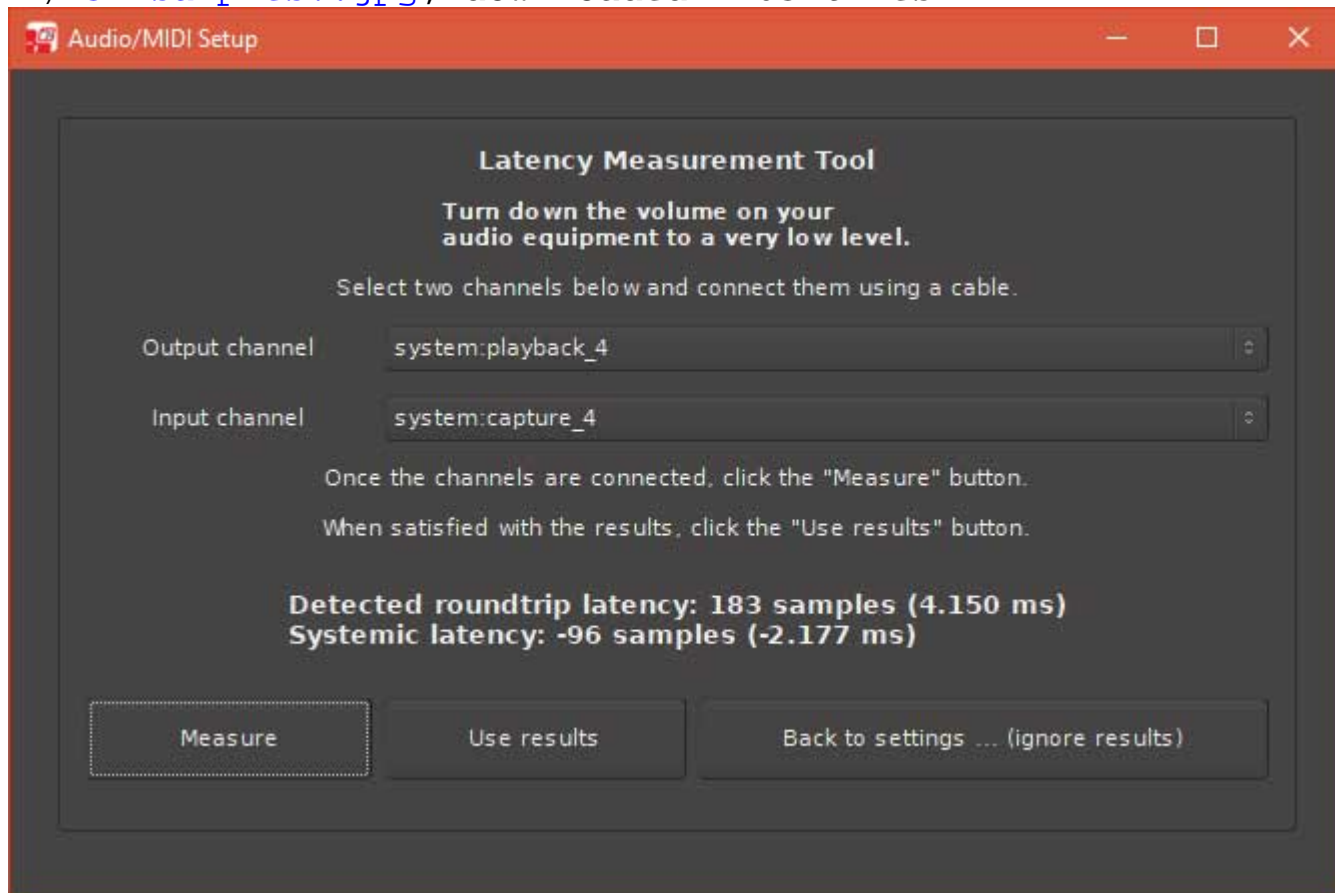 Audio/MIDI Setup
Latency Measurement Tool
Turn down the volume on your
audio equipment to a very low level.
Select two channels below and connect them using a cable.
Output channel system:playback_4
Input channel system:capture_4
Once the channels are connected, click the "Measure" button.
When satisfied with the results, click the "Use results" button.
Detected roundtrip latency: 183 samples (4.150 ms)
Systemic latency: -96 samples (-2.177 ms)
Measure Use results Back to settings ... (ignore results)